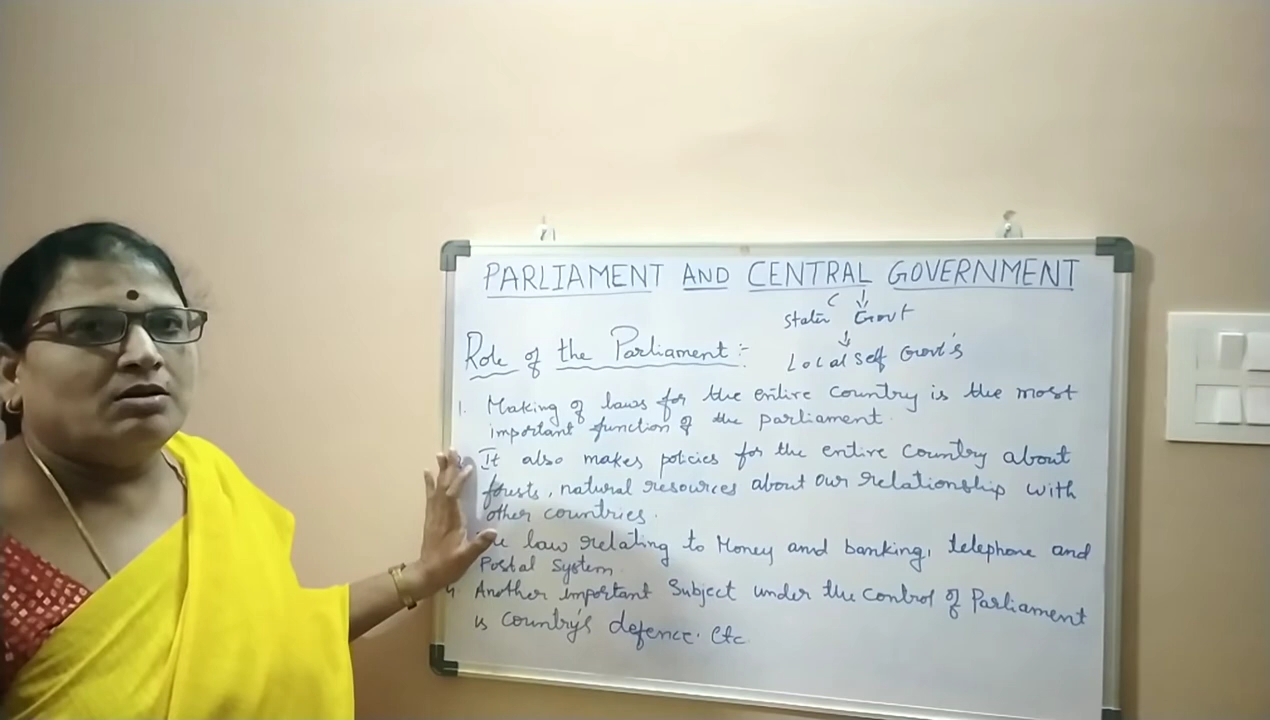 PARLIAMENT AND CENTRAL GOVERNMENT
State Govt
Local Self Govt's
Role of the Parliament :-
1. Making of laws for the entire country is the most
important function of the parliament.
It also makes policies for the entire country about
forests, natural resources about our relationship with
other countries.
law relating to Money and banking, telephone and
Postal System.
4 Another important Subject under the control of Parliament
is Country's defence. Etc